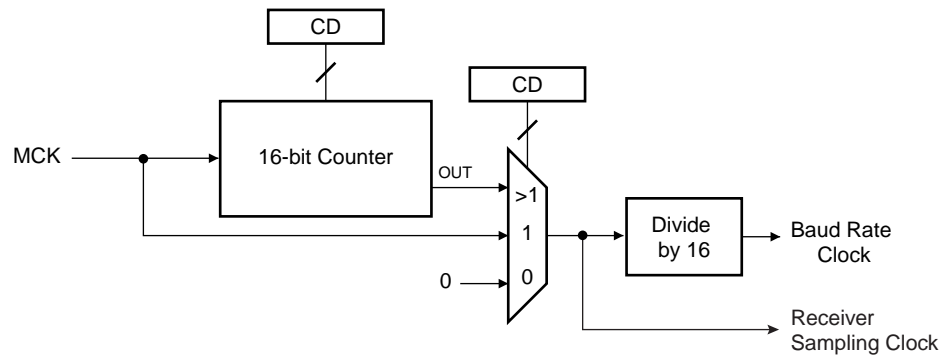 CD
CD
MCK
16-bit Counter
OUT
>1
1
0
0
Divide
by 16
Baud Rate
Clock
Receiver
Sampling Clock